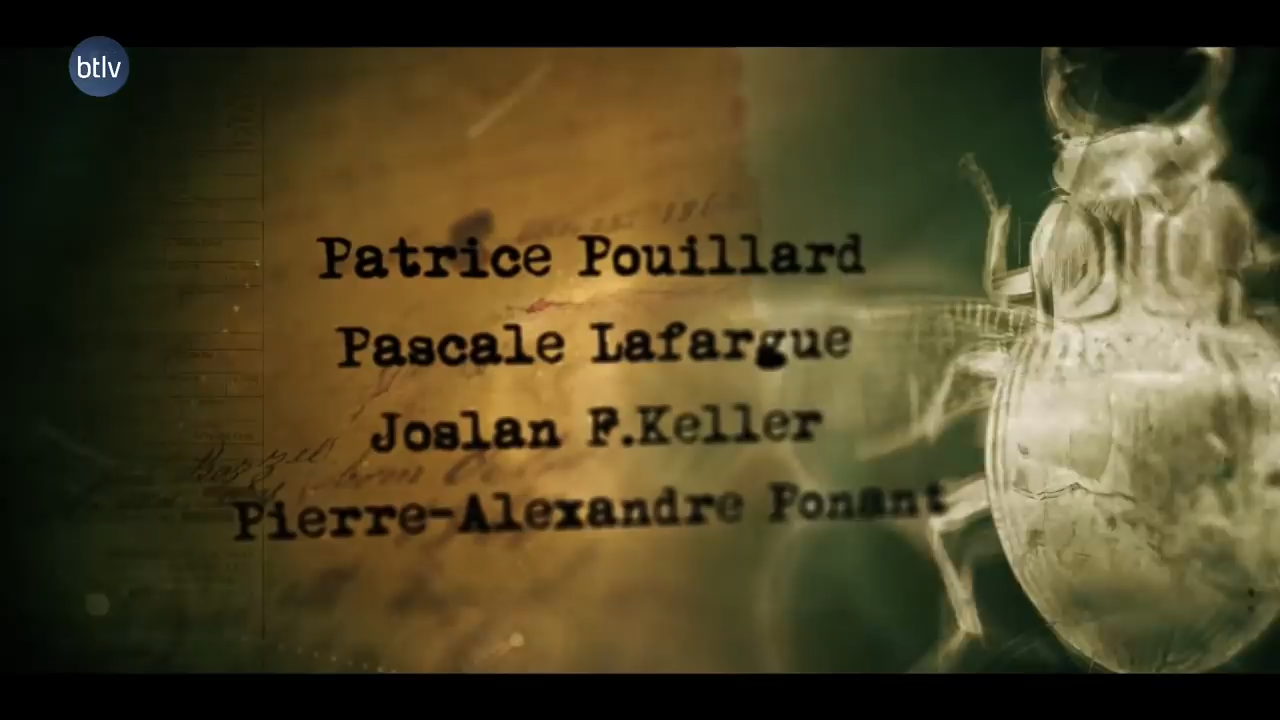 btlv
Patrice Pouillard
Pascale Lafargue
Joslan F.Keller
Pierre-Alexandre Ponant